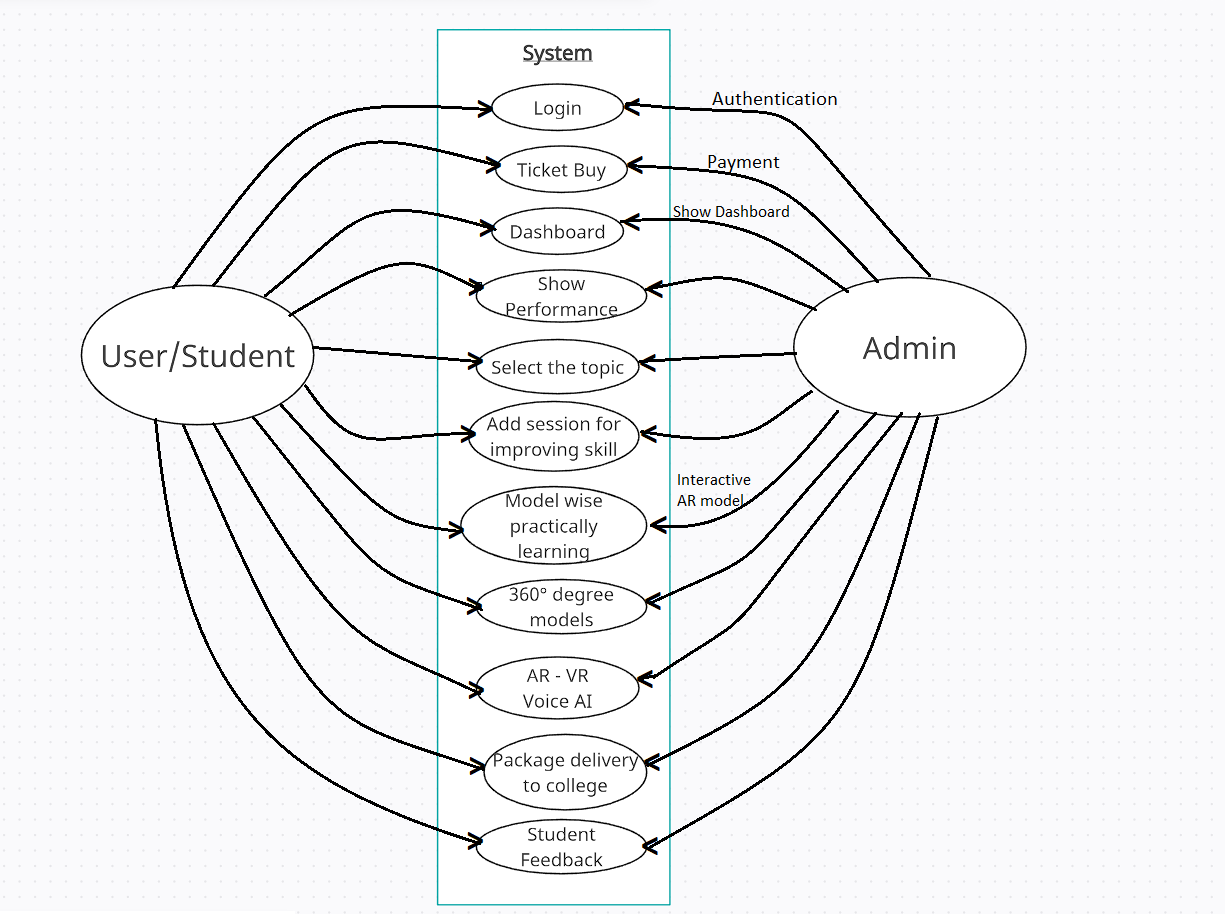 System
Login
Authentication
Ticket Buy
Payment
Dashboard
Show Dashboard
Show
Performance
User/Student
Admin
Select the topic
Add session for
improving skill
Interactive
AR model
Model wise
practically
learning
360° degree
models
AR - VR
Voice AI
Package delivery
to college
Student
Feedback